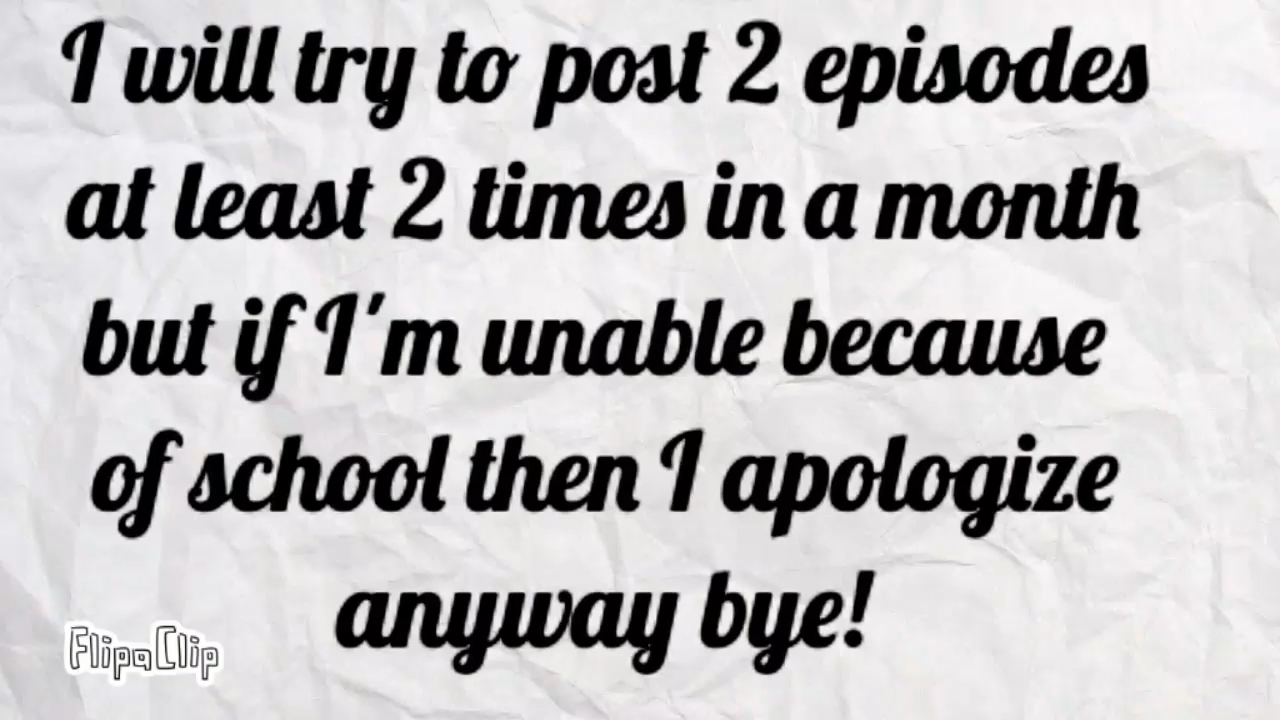 I will try to post 2 episodes
at least 2 times in a month
but if I'm unable because
of school then I apologize
anyway bye!
FlipaClip